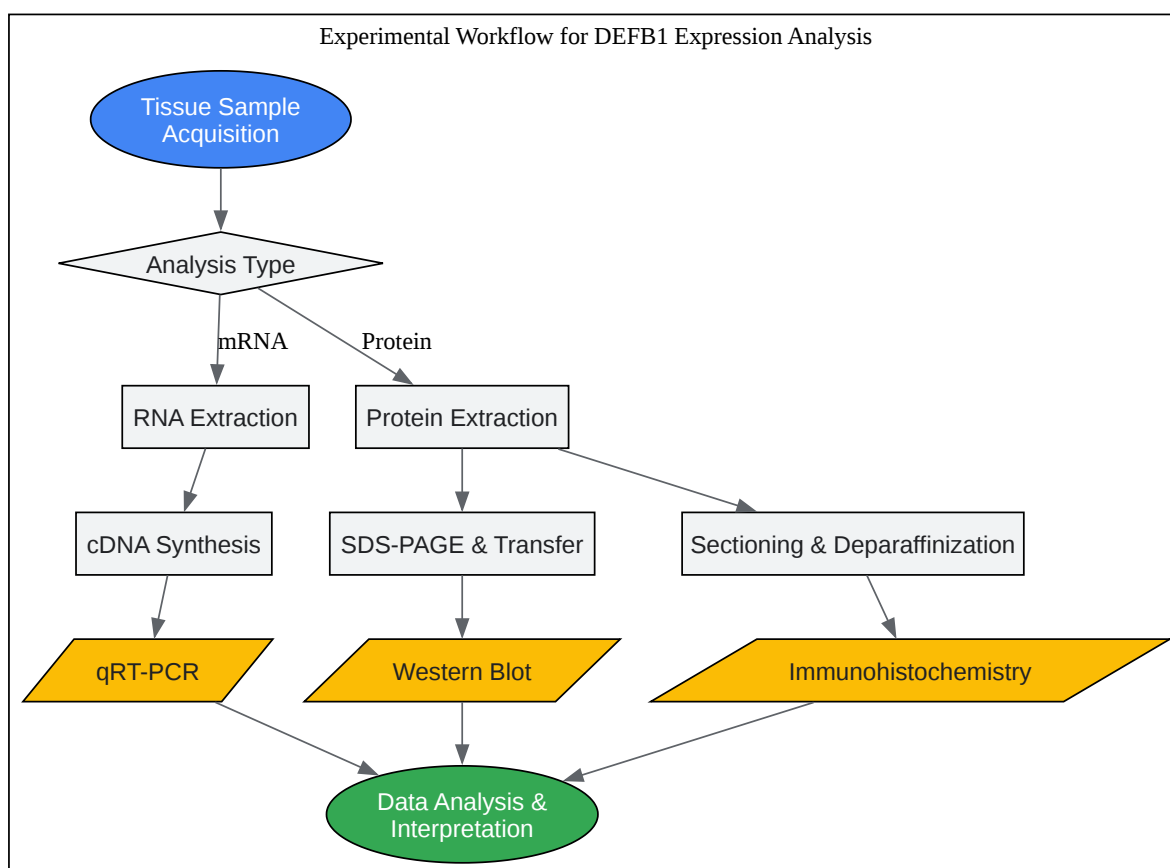 Experimental Workflow for DEFB1 Expression Analysis
Tissue Sample
Acquisition
Analysis Type
mRNA
Protein
RNA Extraction
Protein Extraction
cDNA Synthesis
SDS-PAGE & Transfer
Sectioning & Deparaffinization
qRT-PCR
Western Blot
Immunohistochemistry
Data Analysis &
Interpretation